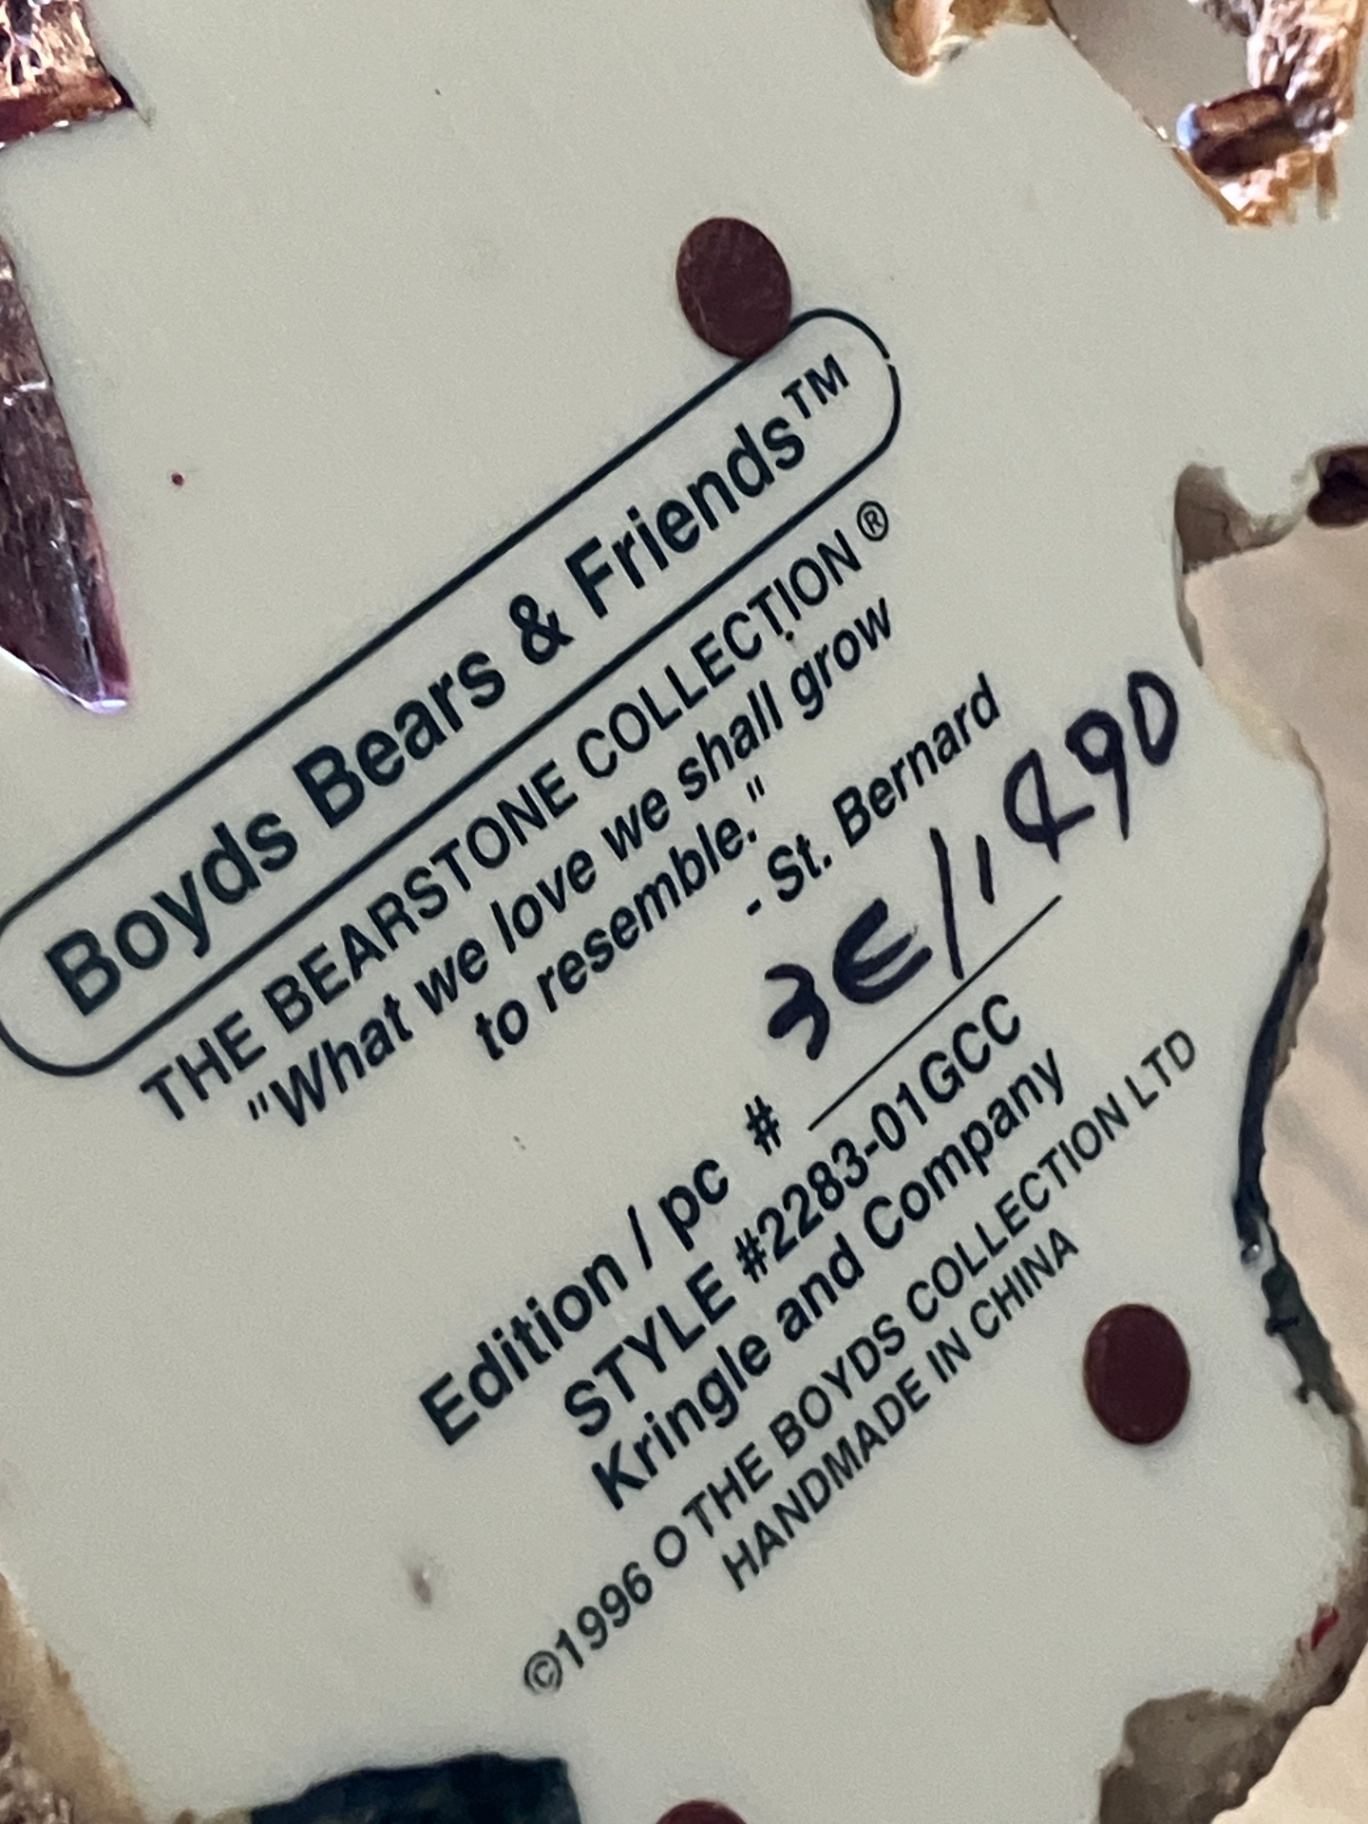 Boyds Bears & Friends™
THE BEARSTONE COLLECTION®
"What we love we shall grow
to resemble."
- St. Bernard
Edition / pc # 3E/1490
STYLE #2283-01GCC
Kringle and Company
©1996 O THE BOYDS COLLECTION LTD
HANDMADE IN CHINA